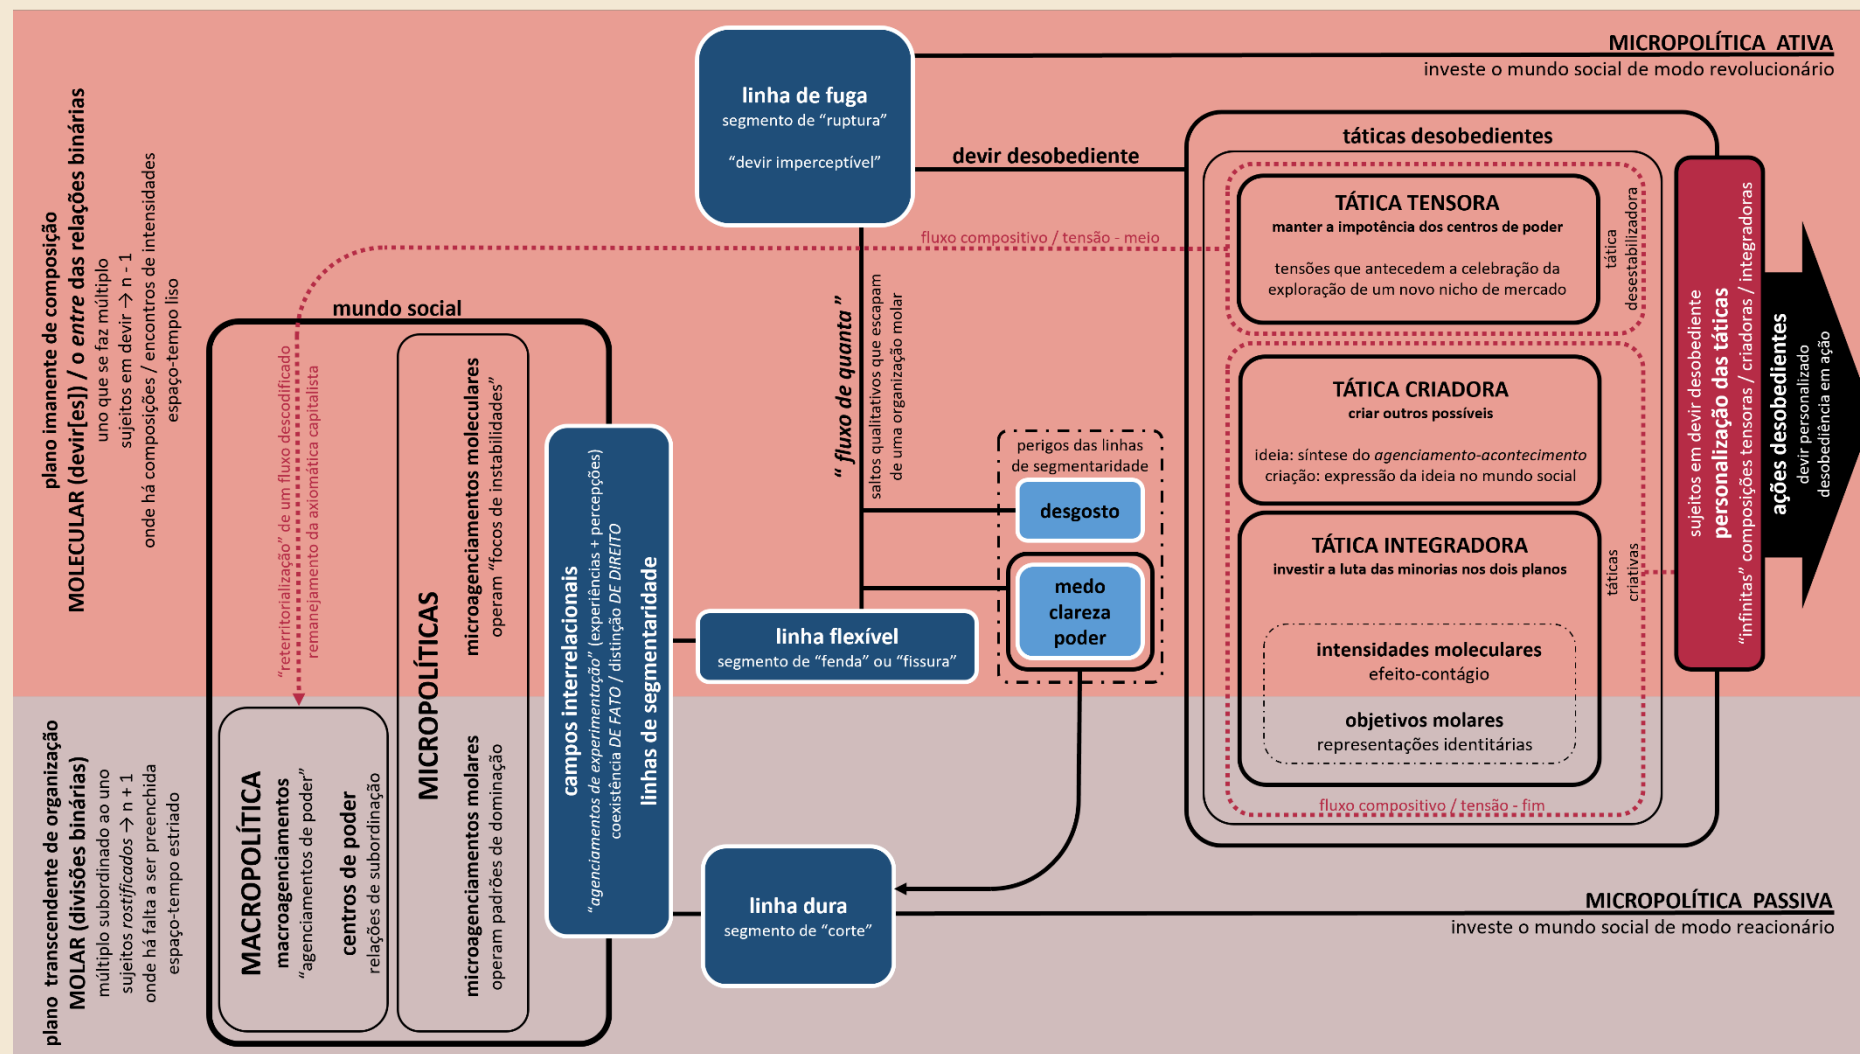 plano imanente de composição
MOLECULAR (devir[es]) / o entre das relações binárias
uno que se faz múltiplo
sujeitos em devir → n - 1
onde há composições / encontros de intensidades
espaço-tempo liso
plano transcendente de organização
MOLAR (divisões binárias)
múltiplo subordinado ao uno
sujeitos rostificados → n + 1
onde há falta a ser preenchida
espaço-tempo estriado
mundo social
"reterritorialização" de um fluxo descodificado
remanejamento da axiomática capitalista
MACROPOLÍTICA
macroagenciamentos
"agenciamentos de poder"
centros de poder
relações de subordinação
MICROPOLÍTICAS
microagenciamentos moleculares
operam "focos de instabilidades"
microagenciamentos molares
operam padrões de dominação
campos interrelacionais
"agenciamentos de experimentação" (experiências + percepções)
coexistência DE FATO / distinção DE DIREITO
linhas de segmentaridade
linha de fuga
segmento de "ruptura"
"devir imperceptível"
"fluxo de quanta"
saltos qualitativos que escapam
de uma organização molar
linha flexível
segmento de "fenda" ou "fissura"
linha dura
segmento de "corte"
fluxo compositivo / tensão - meio
devir desobediente
perigos das linhas
de segmentaridade
desgosto
medo
clareza
poder
MICROPOLÍTICA ATIVA
investe o mundo social de modo revolucionário
táticas desobedientes
TÁTICA TENSORA
manter a impotência dos centros de poder
tensões que antecedem a celebração da
exploração de um novo nicho de mercado
tática
desestabilizadora
TÁTICA CRIADORA
criar outros possíveis
ideia: síntese do agenciamento-acontecimento
criação: expressão da ideia no mundo social
TÁTICA INTEGRADORA
investir a luta das minorias nos dois planos
intensidades moleculares
efeito-contágio
objetivos molares
representações identitárias
táticas
criativas
fluxo compositivo / tensão - fim
sujeitos em devir desobediente
personalização das táticas
"infinitas" composições tensoras / criadoras / integradoras
ações desobedientes
devir personalizado
desobediência em ação
MICROPOLÍTICA PASSIVA
investe o mundo social de modo reacionário